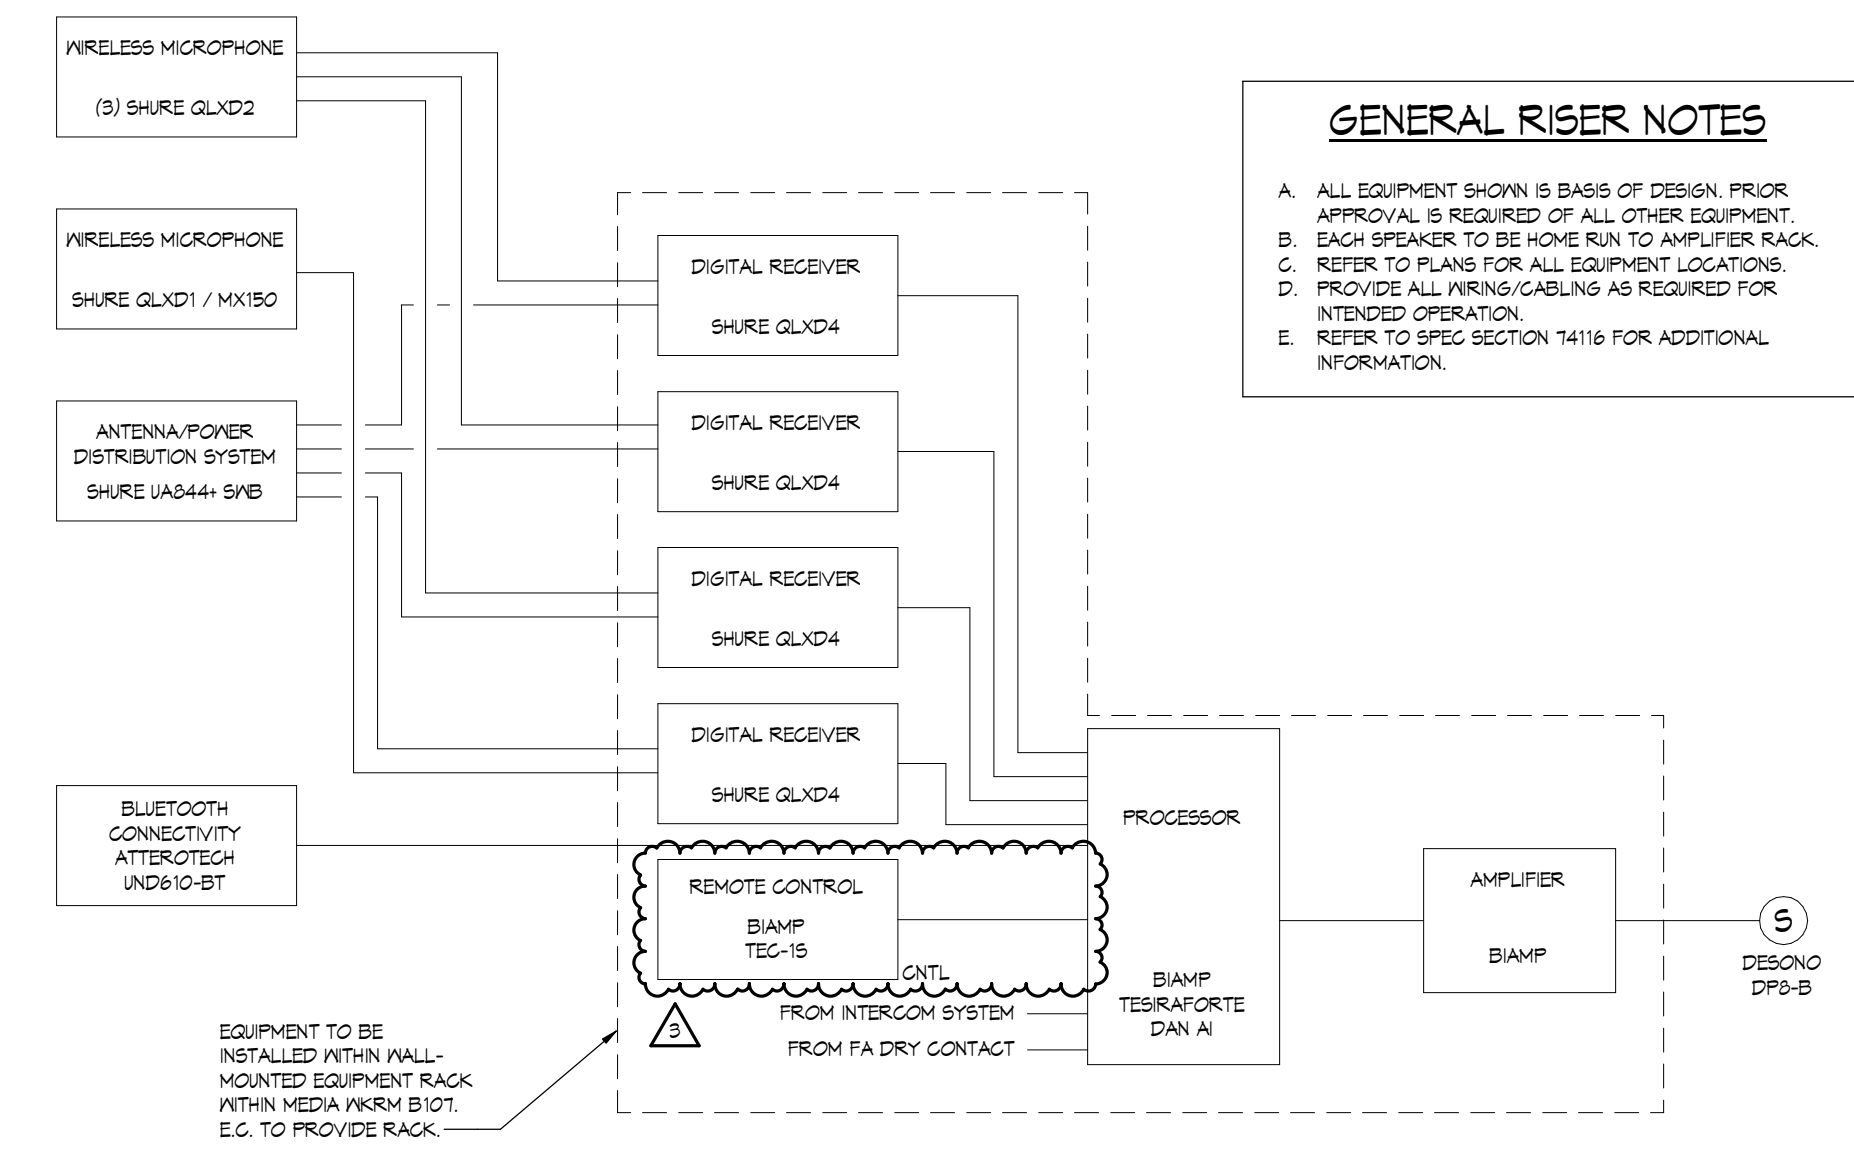 WIRELESS MICROPHONE
(3) SHURE QLXD2
WIRELESS MICROPHONE
SHURE QLXD1 / MX150
ANTENNA/POWER
DISTRIBUTION SYSTEM
SHURE UA844+ SWB
BLUETOOTH
CONNECTIVITY
ATTEROTECH
UND610-BT
EQUIPMENT TO BE
INSTALLED WITHIN WALL-
MOUNTED EQUIPMENT RACK
WITHIN MEDIA WKRM B107.
E.C. TO PROVIDE RACK.
DIGITAL RECEIVER
SHURE QLXD4
DIGITAL RECEIVER
SHURE QLXD4
DIGITAL RECEIVER
SHURE QLXD4
DIGITAL RECEIVER
SHURE QLXD4
REMOTE CONTROL
BIAMP
TEC-1S
CNTL
3
FROM INTERCOM SYSTEM
FROM FA DRY CONTACT
PROCESSOR
BIAMP
TESIRAFORTE
DAN AI
AMPLIFIER
BIAMP
S
DESONO
DP8-B
GENERAL RISER NOTES
A. ALL EQUIPMENT SHOWN IS BASIS OF DESIGN. PRIOR
APPROVAL IS REQUIRED OF ALL OTHER EQUIPMENT.
B. EACH SPEAKER TO BE HOME RUN TO AMPLIFIER RACK.
C. REFER TO PLANS FOR ALL EQUIPMENT LOCATIONS.
D. PROVIDE ALL WIRING/CABLING AS REQUIRED FOR
INTENDED OPERATION.
E. REFER TO SPEC SECTION 74116 FOR ADDITIONAL
INFORMATION.